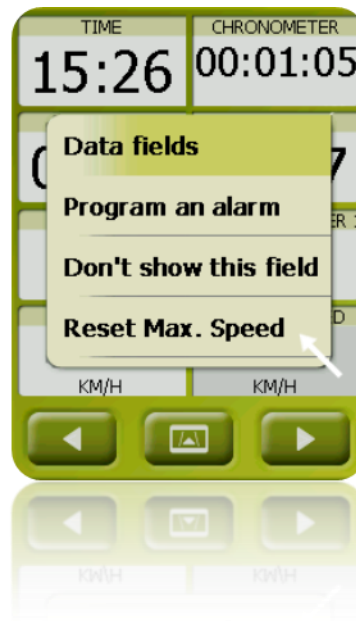 TIME CHRONOMETER
15:26 00:01:05
Data fields
Program an alarm
Don't show this field
Reset Max. Speed
KM/H KM/H